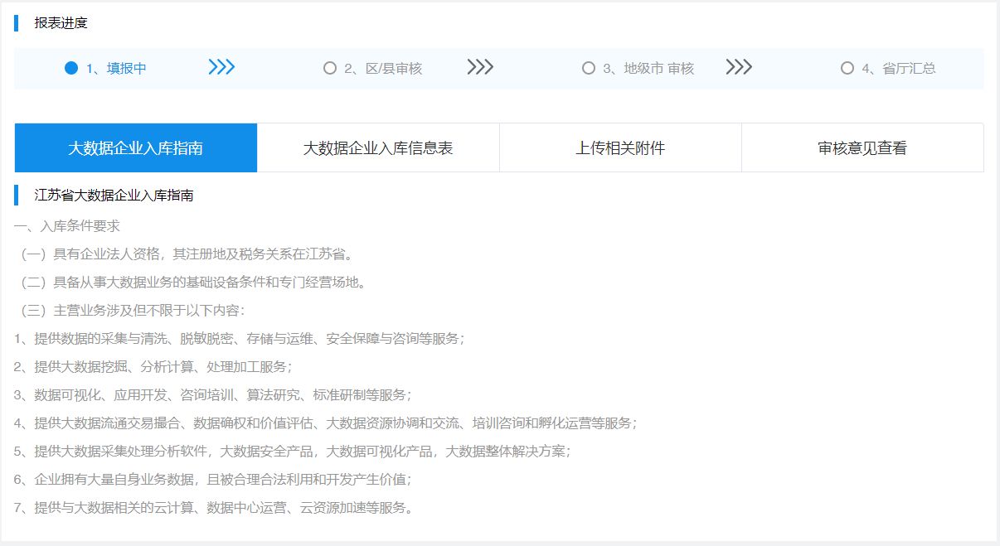 报表进度
1、填报中
2、区/县审核
3、地级市 审核
4、省厅汇总
大数据企业入库指南
大数据企业入库信息表
上传相关附件
审核意见查看
江苏省大数据企业入库指南
一、入库条件要求
（一）具有企业法人资格，其注册地及税务关系在江苏省。
（二）具备从事大数据业务的基础设备条件和专门经营场地。
（三）主营业务涉及但不限于以下内容：
1、提供数据的采集与清洗、脱敏脱密、存储与运维、安全保障与咨询等服务；
2、提供大数据挖掘、分析计算、处理加工服务；
3、数据可视化、应用开发、咨询培训、算法研究、标准研制等服务；
4、提供大数据流通交易撮合、数据确权和价值评估、大数据资源协调和交流、培训咨询和孵化运营等服务；
5、提供大数据采集处理分析软件，大数据安全产品，大数据可视化产品，大数据整体解决方案；
6、企业拥有大量自身业务数据，且被合理合法利用和开发产生价值；
7、提供与大数据相关的云计算、数据中心运营、云资源加速等服务。